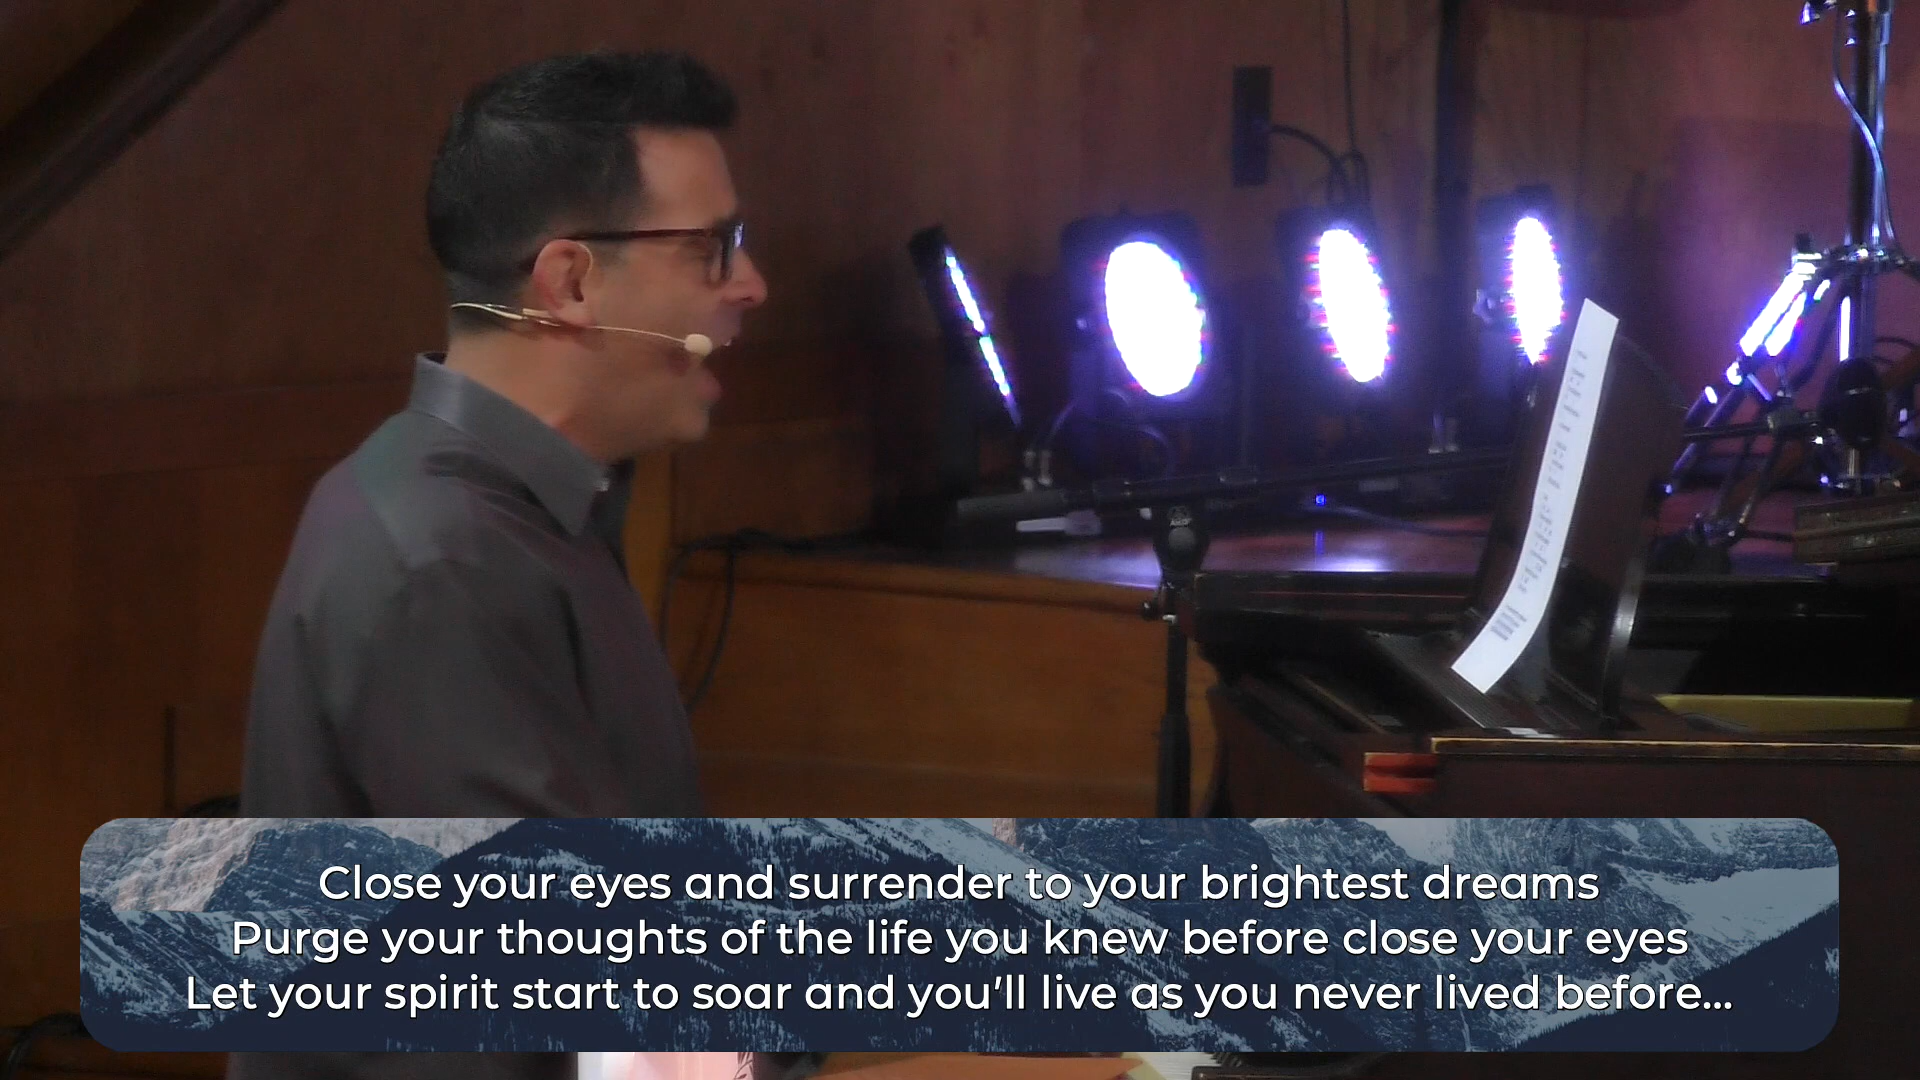 Close your eyes and surrender to your brightest dreams
Purge your thoughts of the life you knew before close your eyes
Let your spirit start to soar and you'll live as you never lived before...